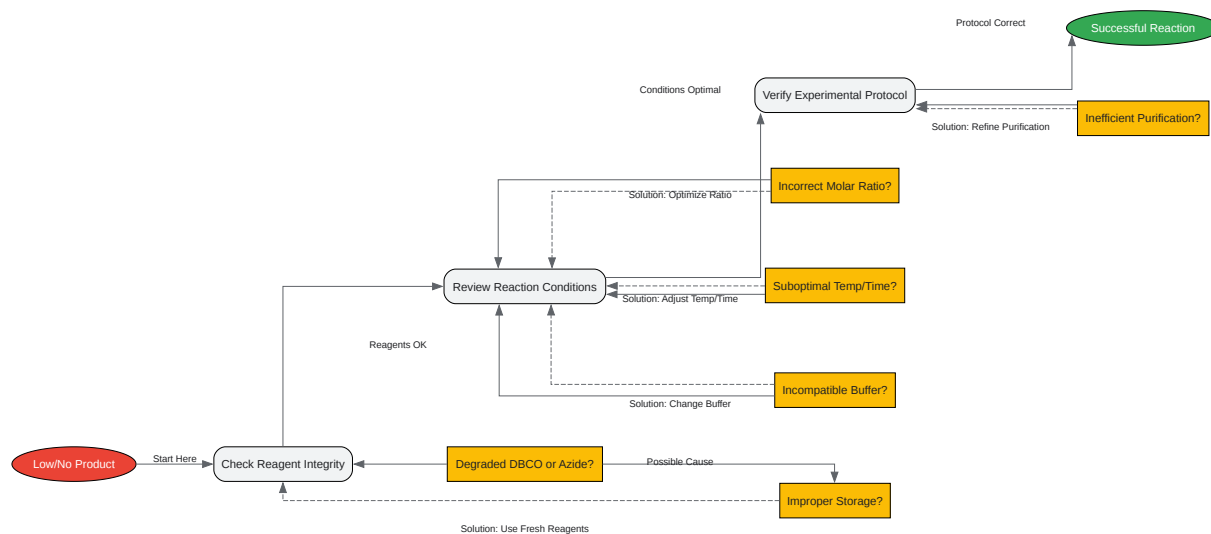 Protocol Correct
Successful Reaction
Conditions Optimal
Verify Experimental Protocol
Inefficient Purification?
Solution: Refine Purification
Incorrect Molar Ratio?
Solution: Optimize Ratio
Review Reaction Conditions
Suboptimal Temp/Time?
Solution: Adjust Temp/Time
Reagents OK
Incompatible Buffer?
Solution: Change Buffer
Low/No Product
Start Here
Check Reagent Integrity
Degraded DBCO or Azide?
Possible Cause
Improper Storage?
Solution: Use Fresh Reagents